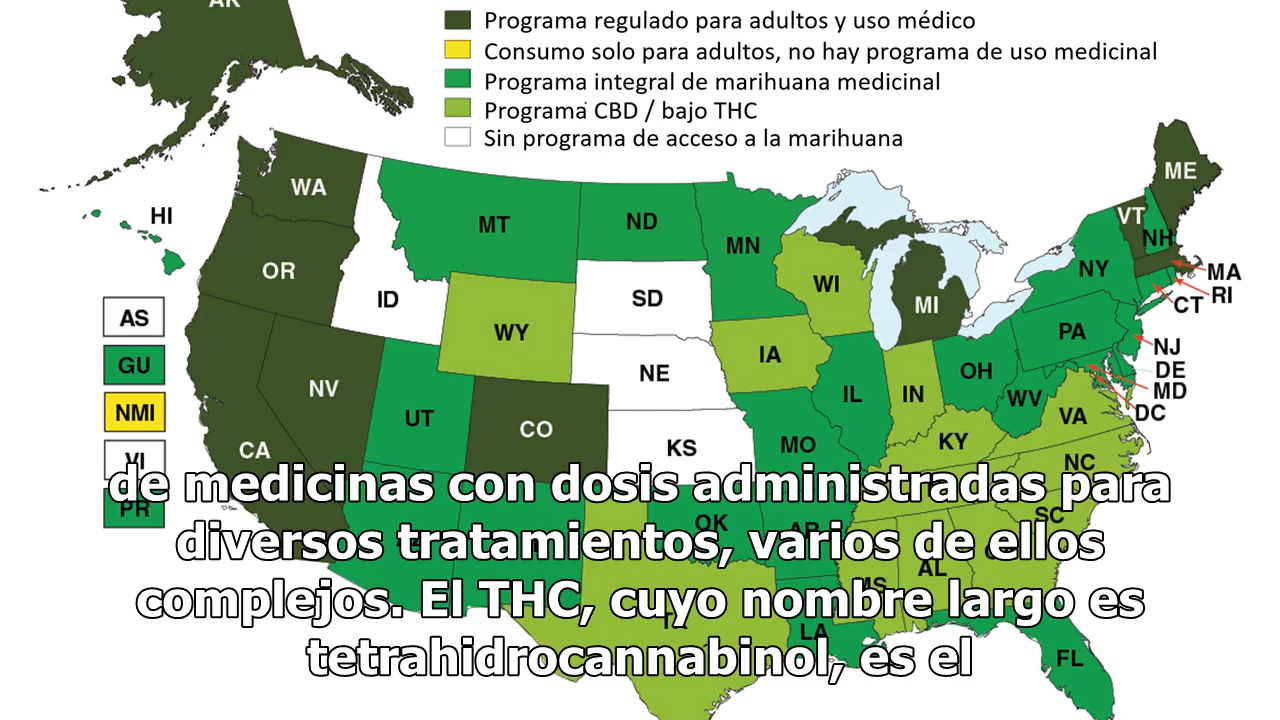 AK
Programa regulado para adultos y uso médico
Consumo solo para adultos, no hay programa de uso medicinal
Programa integral de marihuana medicinal
Programa CBD / bajo THC
Sin programa de acceso a la marihuana
ME
WA
VT
HI
MT
ND
NH
MN
OR
NY
MA
WI
RI
ID
SD
MI
CT
AS
WY
PA
NJ
IA
GU
NE
OH
DE
NV
MD
IL
IN
WV
NMI
UT
CO
VA
DC
KY
MO
CA
KS
VI
NC
de medicinas con dosis administradas para
PR
OK
SC
AR
diversos tratamientos, varios de ellos
AL
MS
complejos. El THC, cuyo nombre largo es
LA
tetrahidrocannabinol, es el
FL